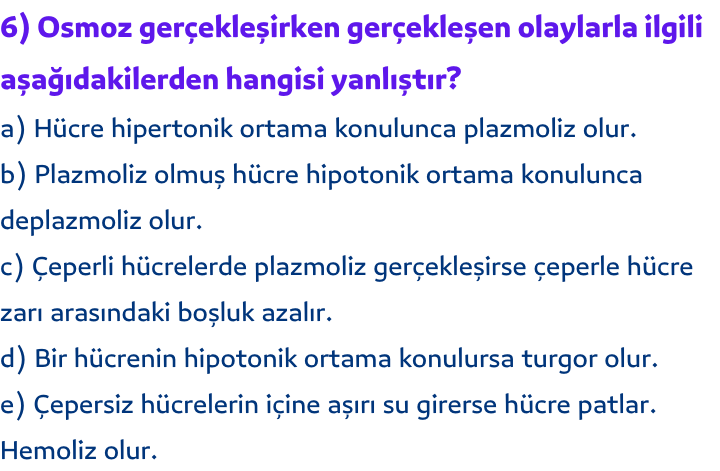 6) Osmoz gerçekleşirken gerçekleşen olaylarla ilgili
aşağıdakilerden hangisi yanlıştır?
a) Hücre hipertonik ortama konulunca plazmoliz olur.
b) Plazmoliz olmuş hücre hipotonik ortama konulunca
deplazmoliz olur.
c) Çeperli hücrelerde plazmoliz gerçekleşirse çeperle hücre
zarı arasındaki boşluk azalır.
d) Bir hücrenin hipotonik ortama konulursa turgor olur.
e) Çepersiz hücrelerin içine aşırı su girerse hücre patlar.
Hemoliz olur.